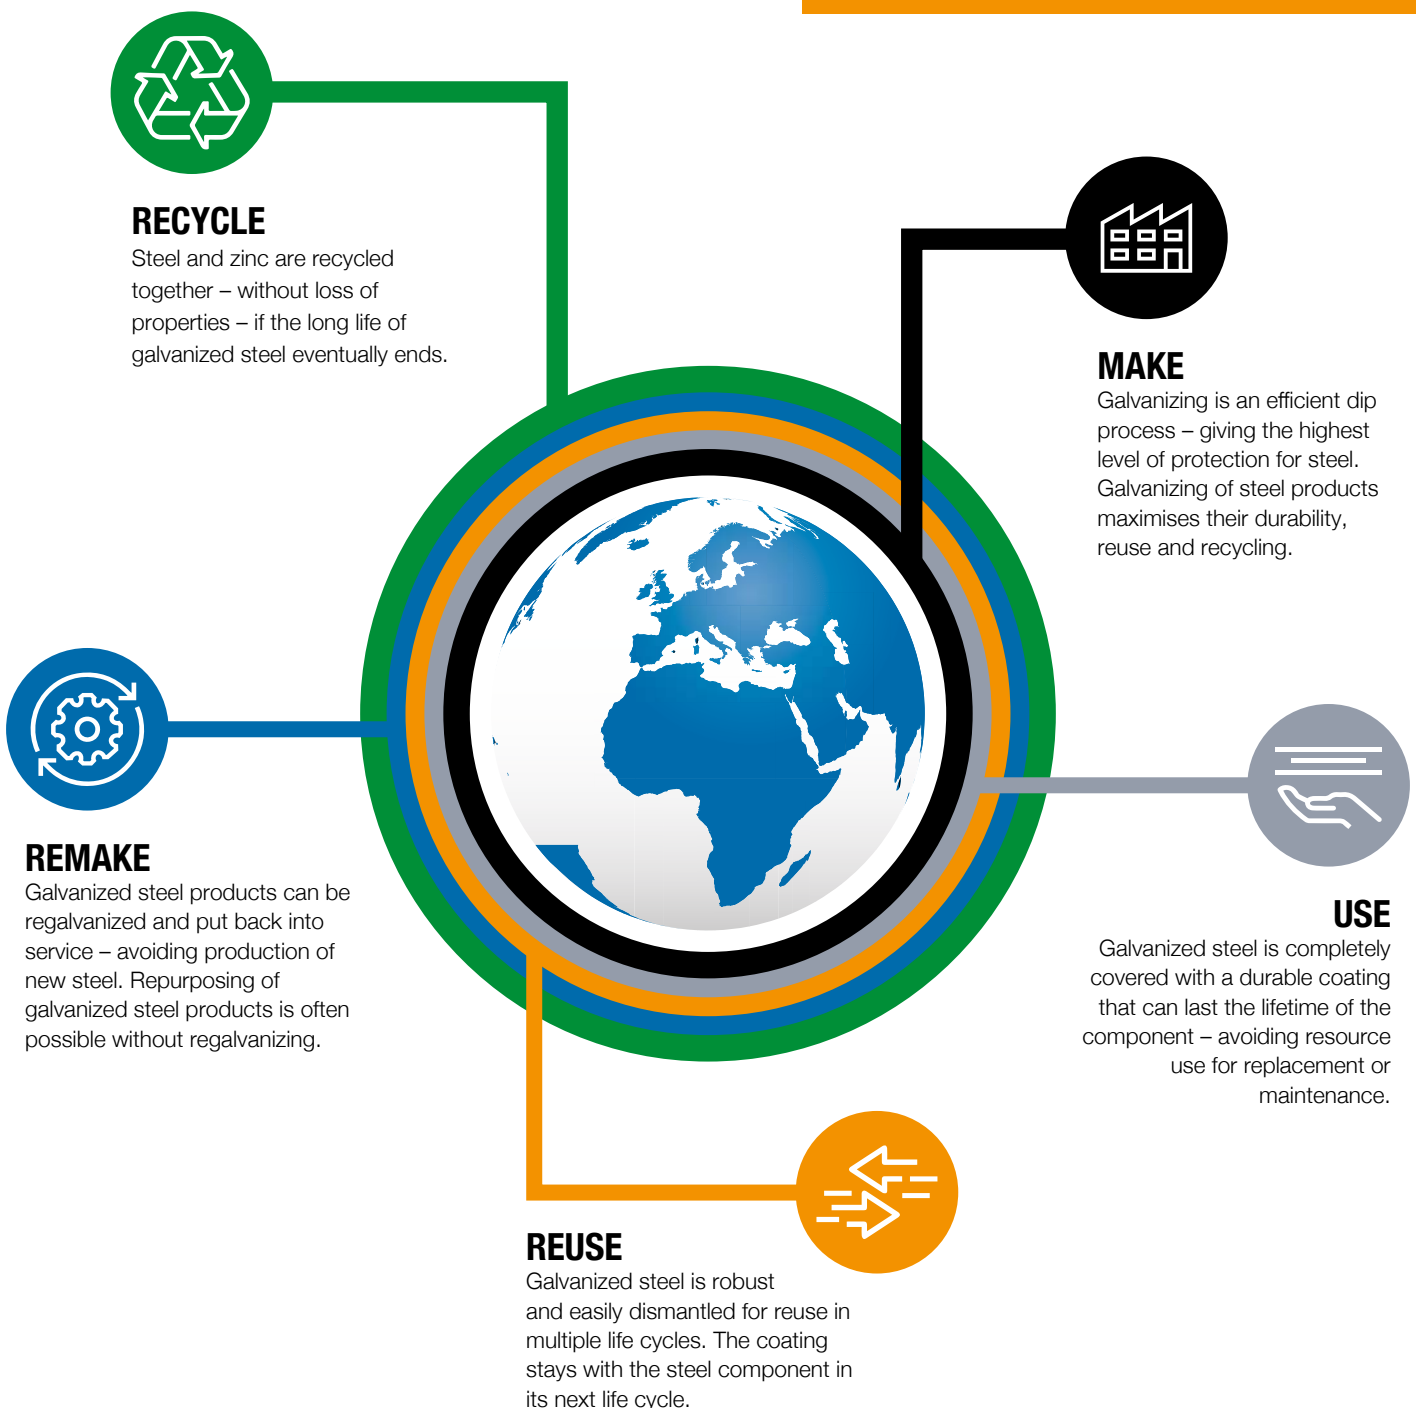 RECYCLE
Steel and zinc are recycled
together – without loss of
properties – if the long life of
galvanized steel eventually ends.
MAKE
Galvanizing is an efficient dip
process – giving the highest
level of protection for steel.
Galvanizing of steel products
maximises their durability,
reuse and recycling.
REMAKE
Galvanized steel products can be
regalvanized and put back into
service – avoiding production of
new steel. Repurposing of
galvanized steel products is often
possible without regalvanizing.
USE
Galvanized steel is completely
covered with a durable coating
that can last the lifetime of the
component – avoiding resource
use for replacement or
maintenance.
REUSE
Galvanized steel is robust
and easily dismantled for reuse in
multiple life cycles. The coating
stays with the steel component in
its next life cycle.